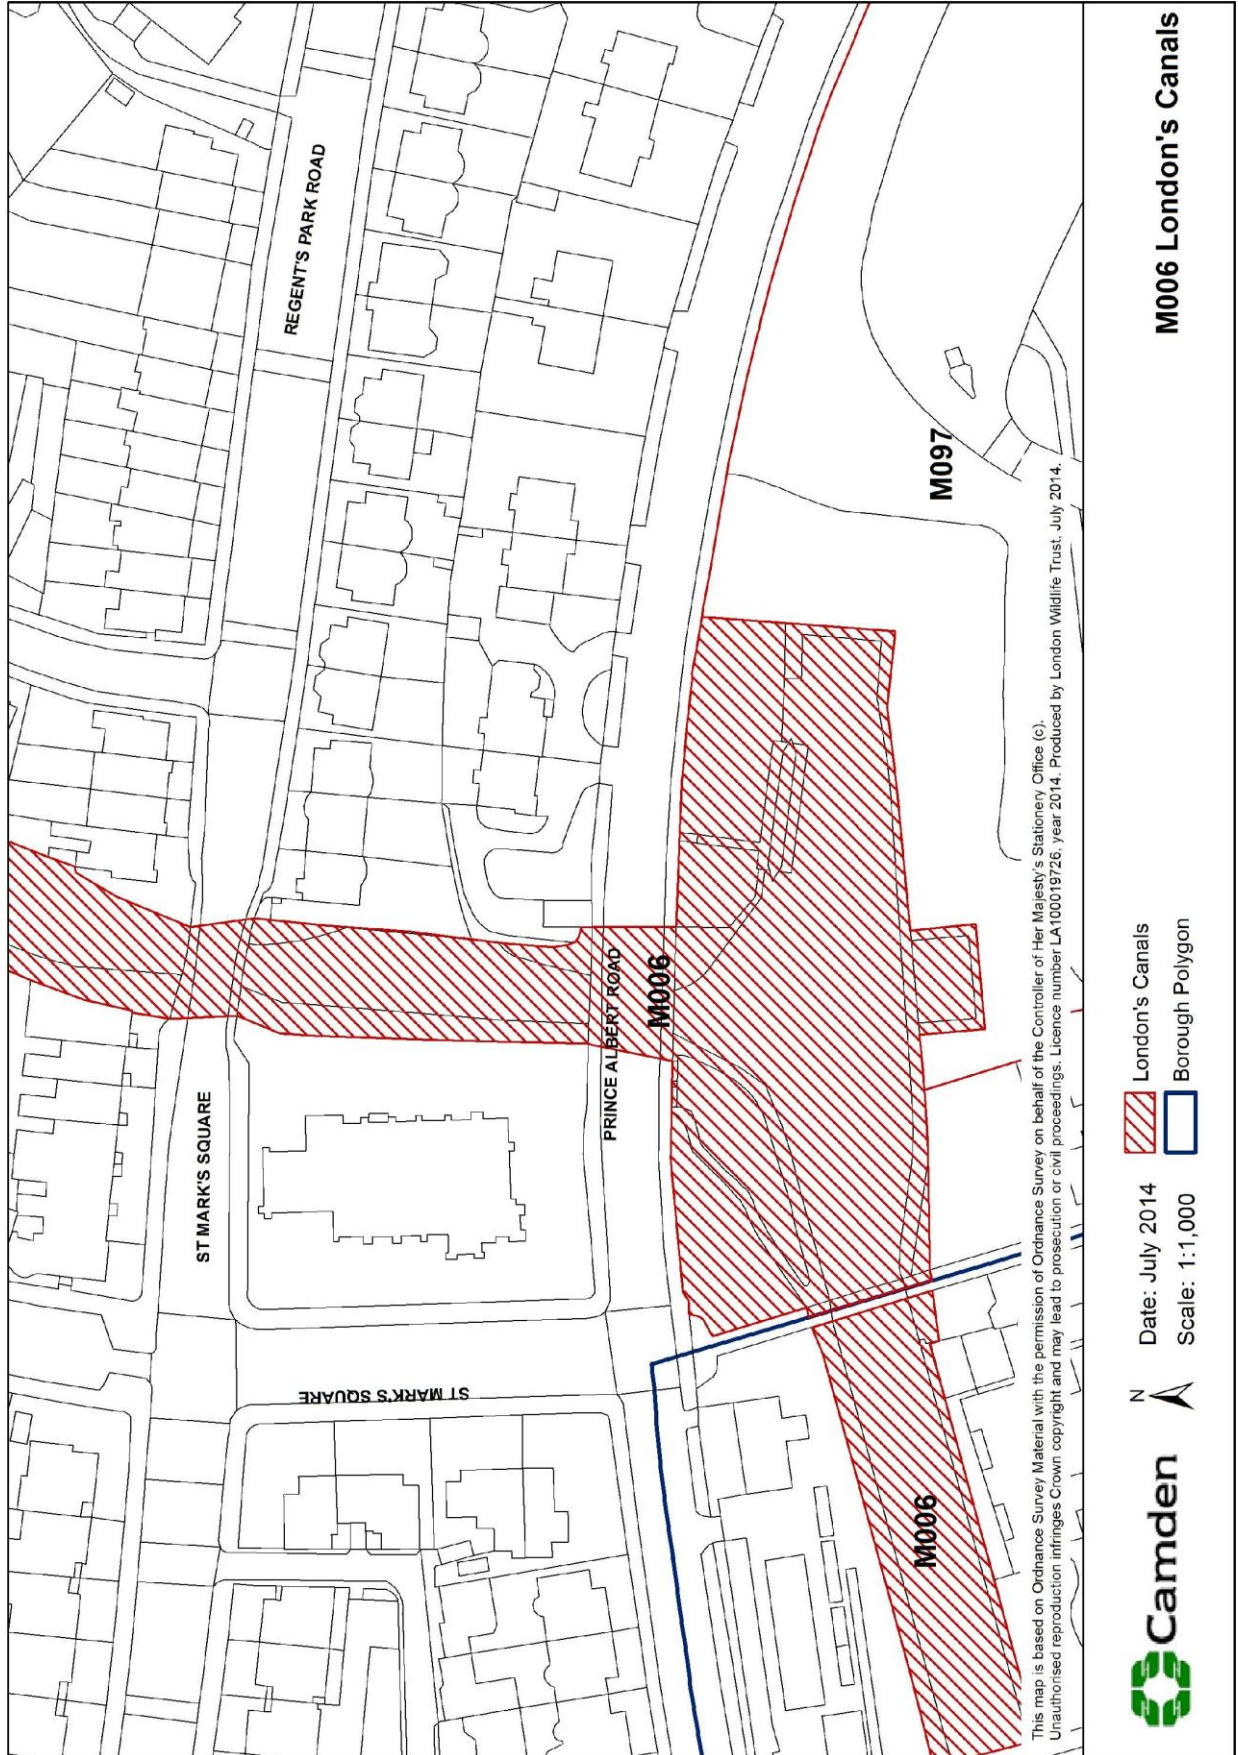 REGENT'S PARK ROAD
ST MARK'S SQUARE
ST MARK'S SQUARE
PRINCE ALBERT ROAD
M006
M097
M006
This map is based on Ordnance Survey Material with the permission of Ordnance Survey on behalf of the Controller of Her Majesty's Stationery Office (c).
Unauthorised reproduction infringes Crown copyright and may lead to prosecution or civil proceedings. Licence number LA100019726, year 2014. Produced by London Wildlife Trust, July 2014.
Camden
N
Date: July 2014
Scale: 1:1,000
London's Canals
Borough Polygon
M006 London's Canals